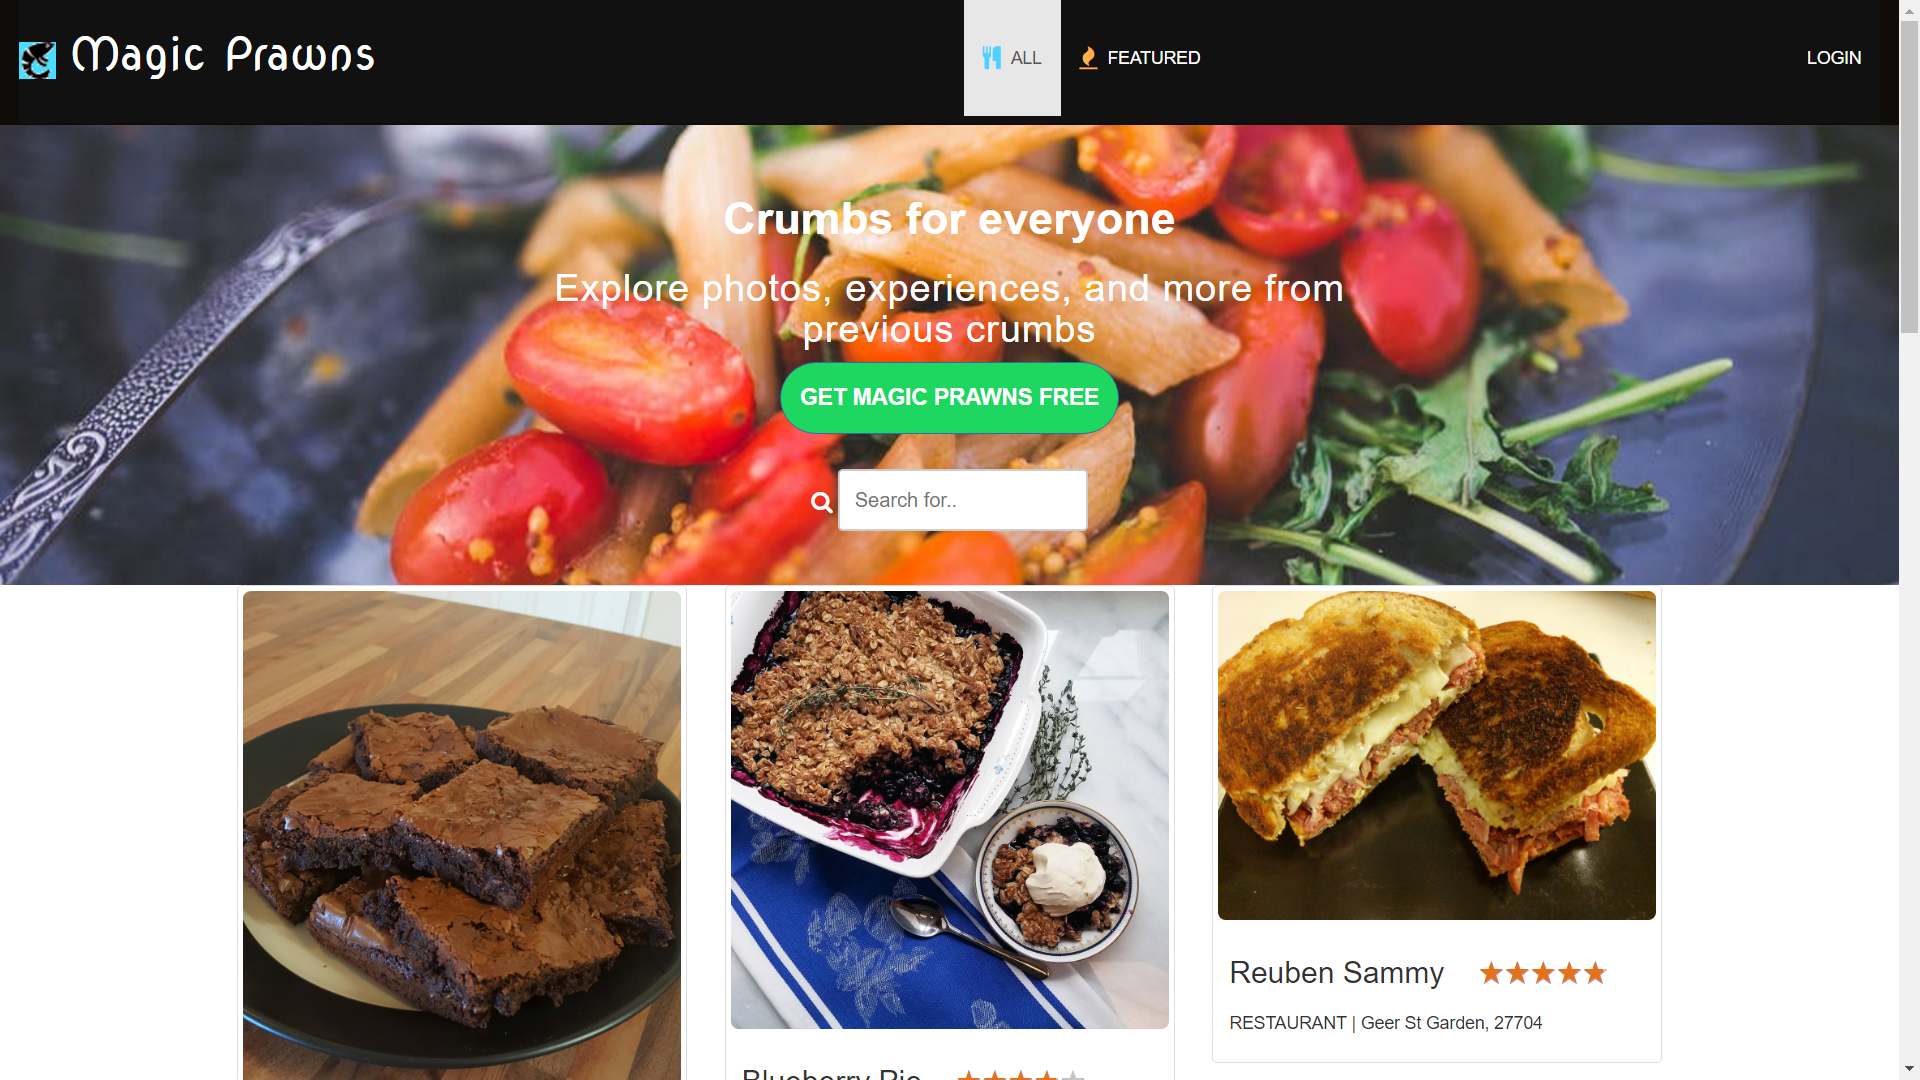 Magic Prawns
ALL
FEATURED
LOGIN
Crumbs for everyone
Explore photos, experiences, and more from
previous crumbs
GET MAGIC PRAWNS FREE
Search for..
Reuben Sammy
RESTAURANT | Geer St Garden, 27704
Blueberry Pie